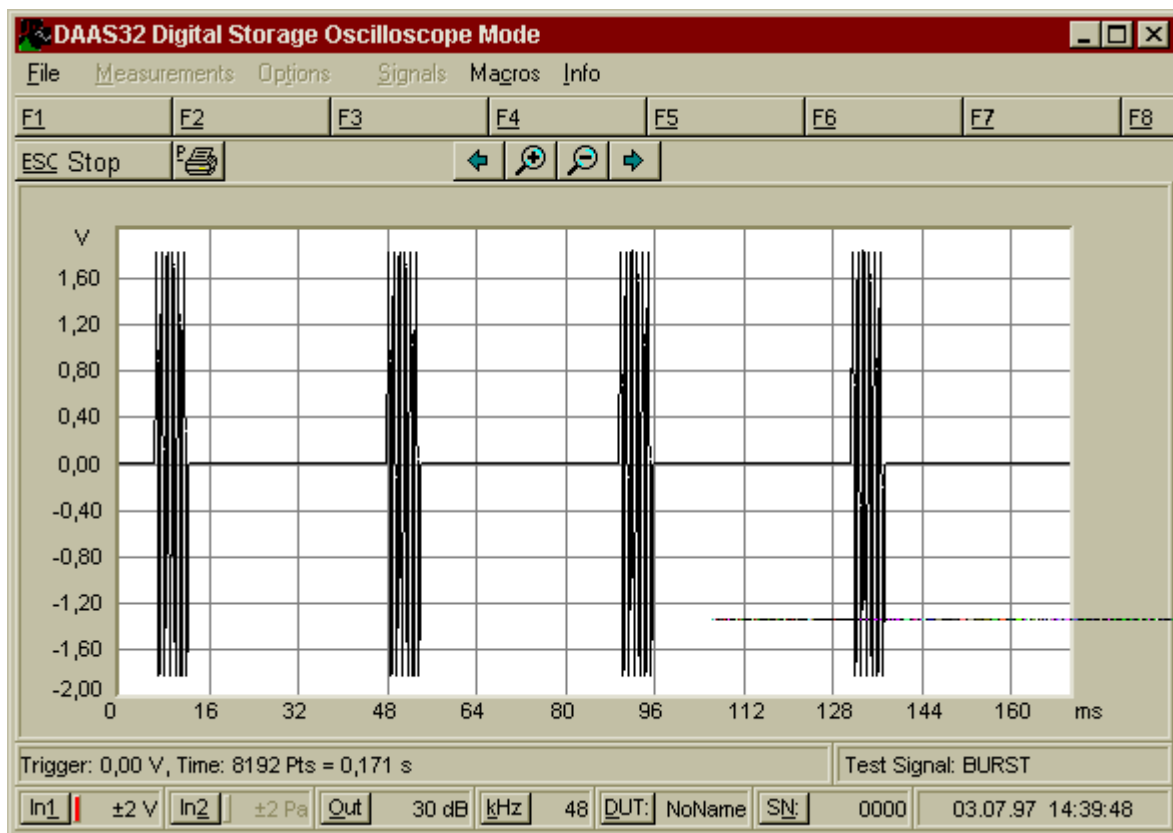 DAAS32 Digital Storage Oscilloscope Mode
File Measurements Options Signals Macros Info
F1 F2 F3 F4 F5 F6 F7 F8
ESC Stop P
V
1,60
1,20
0,80
0,40
0,00
-0,40
-0,80
-1,20
-1,60
-2,00
0 16 32 48 64 80 96 112 128 144 160 ms
Trigger: 0,00 V, Time: 8192 Pts = 0,171 s Test Signal: BURST
In1 ±2 V In2 ±2 Pa Out 30 dB kHz 48 DUT: NoName SN: 0000 03.07.97 14:39:48